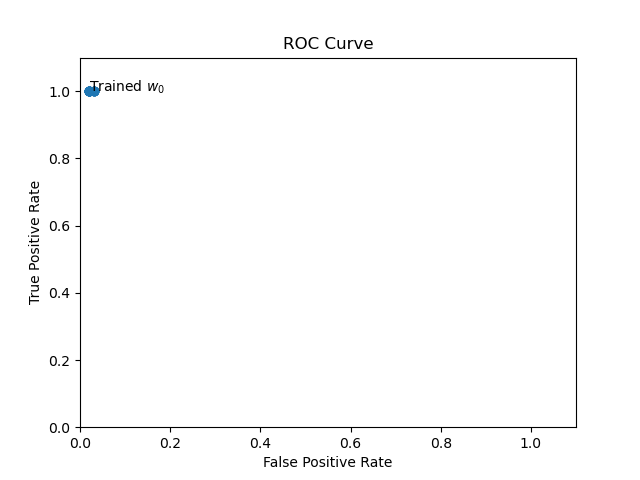 ROC Curve
Trained w₀
True Positive Rate
1.0
0.8
0.6
0.4
0.2
0.0
0.0 0.2 0.4 0.6 0.8 1.0
False Positive Rate